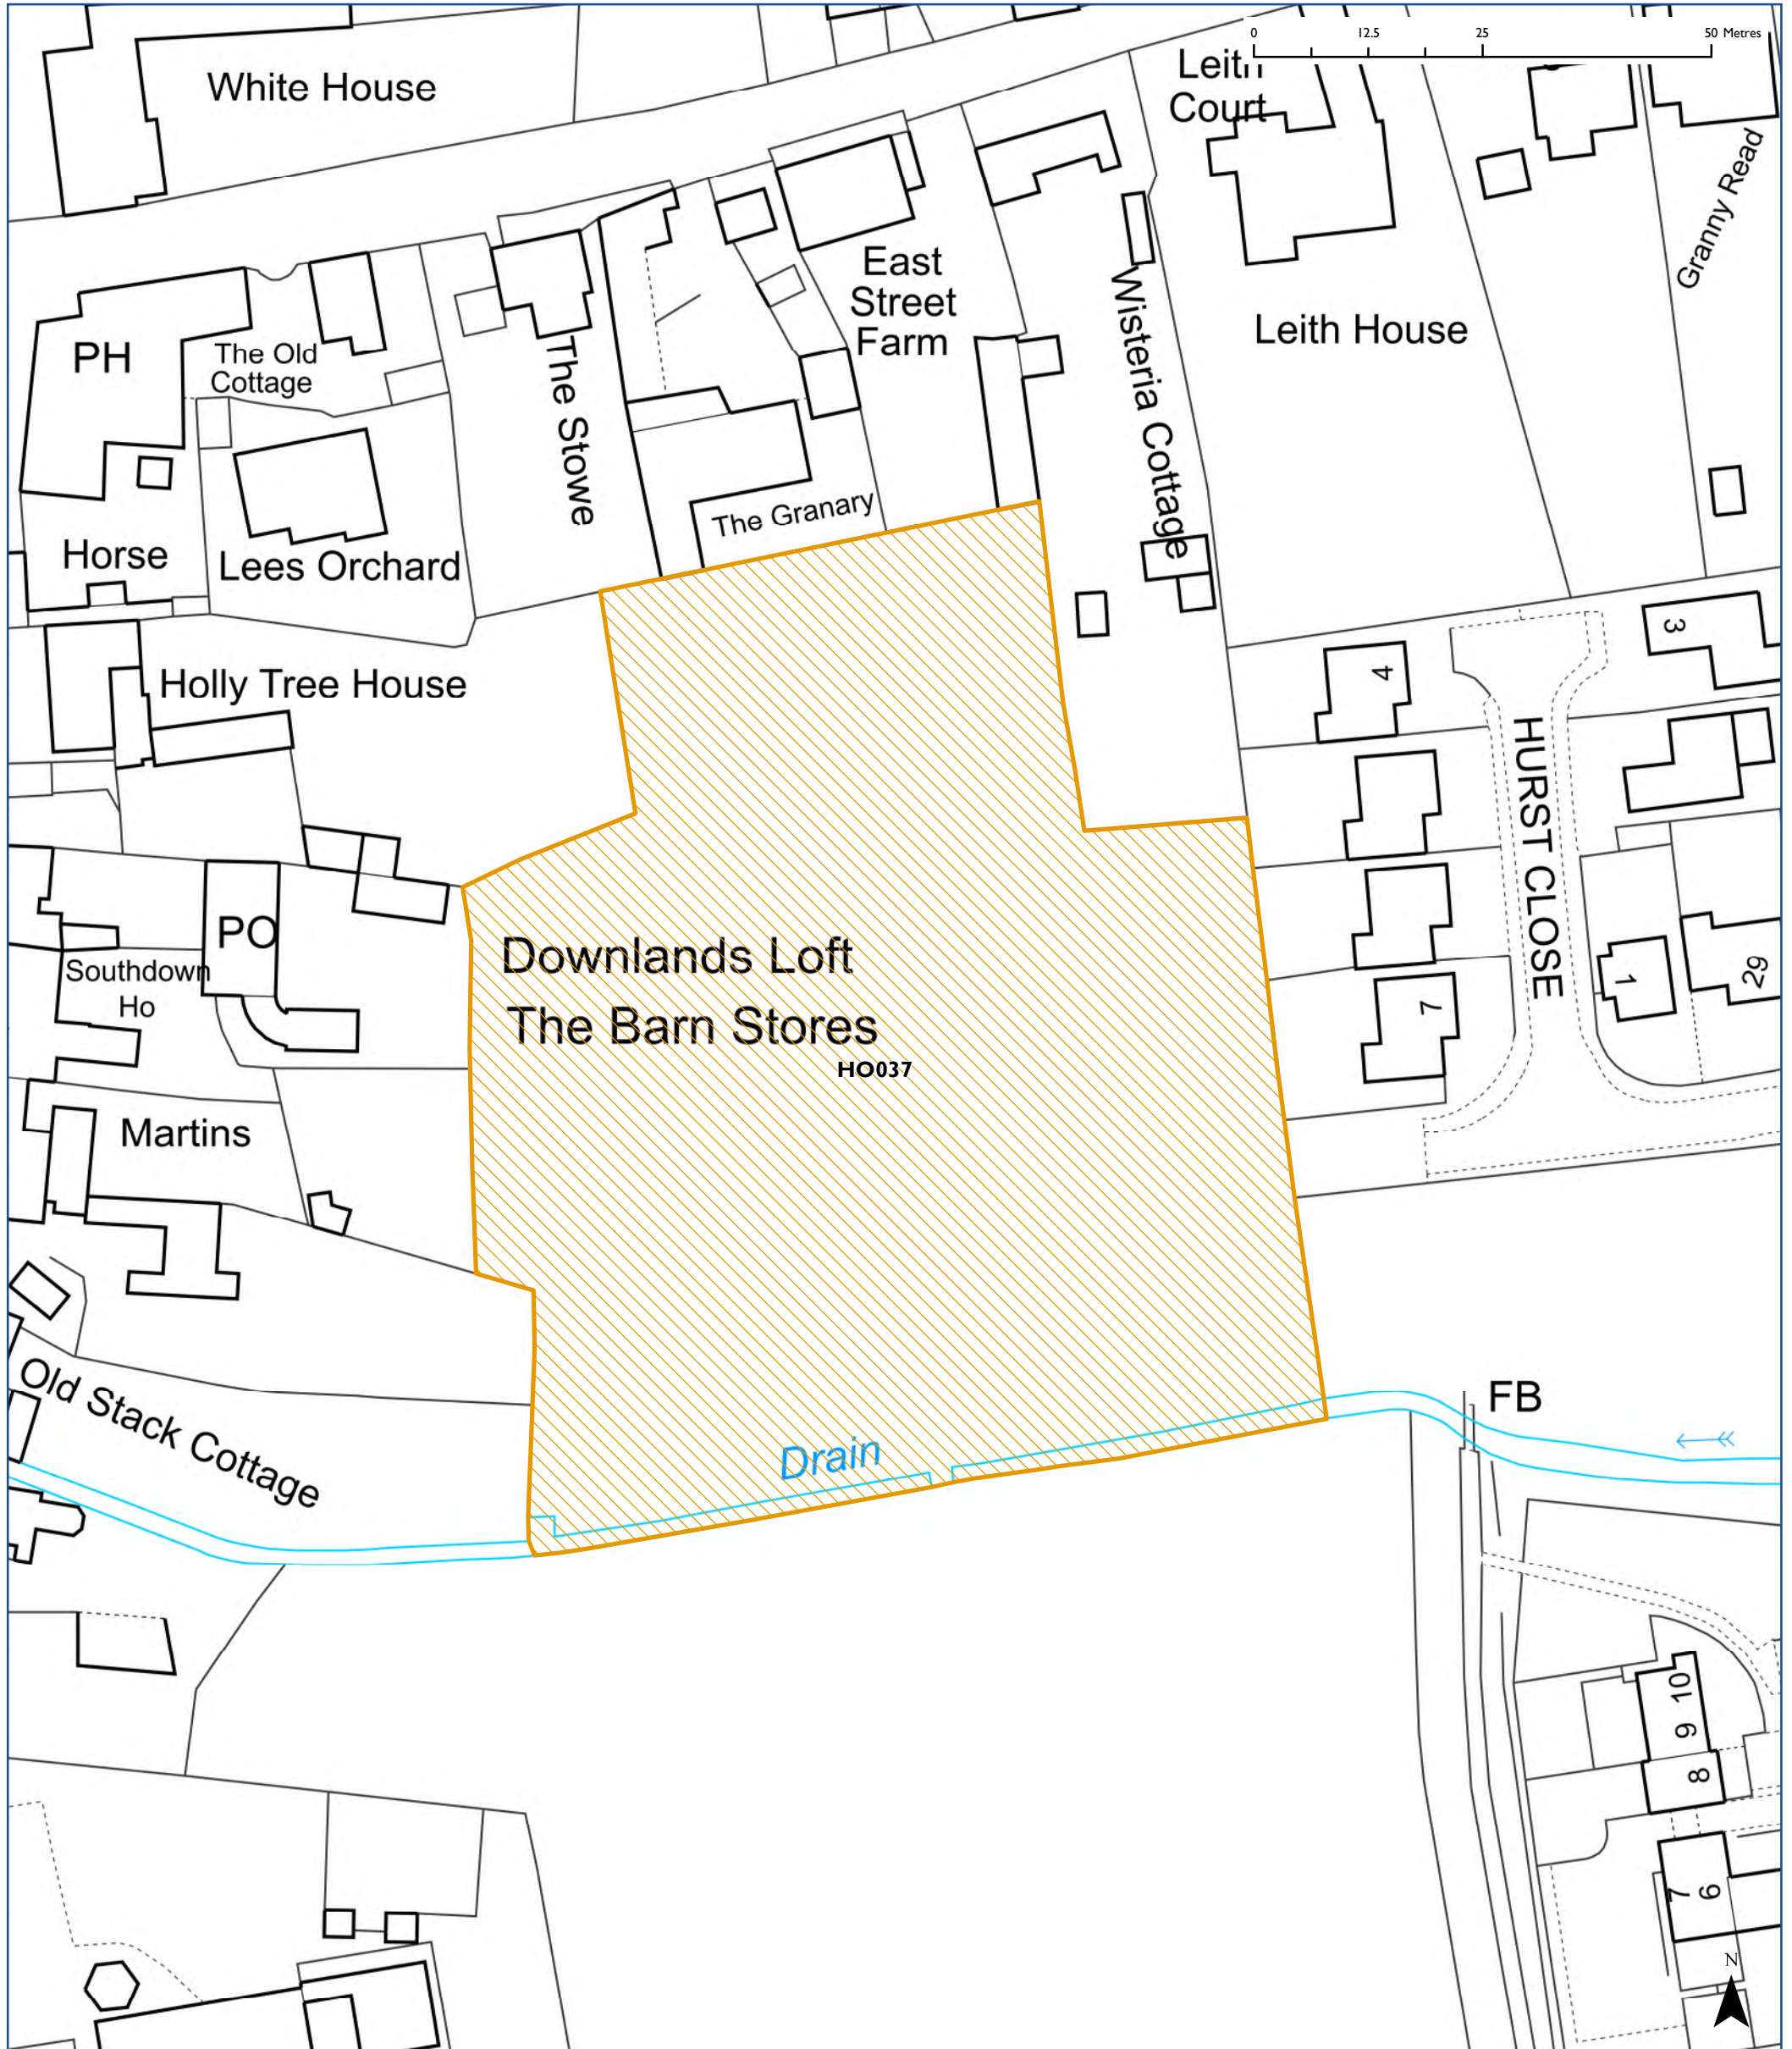 0 12.5 25 50 Metres
White House
Leith
Court
Granny Read
East
Street
Farm
Wisteria Cottage
Leith House
PH
The Old
Cottage
The Stowe
The Granary
Horse
Lees Orchard
Holly Tree House
4
3
HURST CLOSE
PO
Southdown
Ho
Downlands Loft
The Barn Stores
HO037
1
29
7
Martins
Old Stack Cottage
Drain
FB
10
9
8
7
6
N